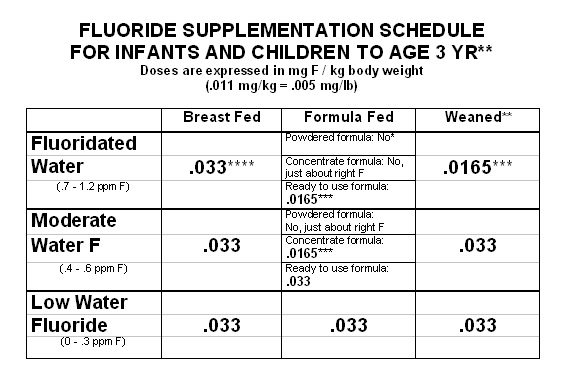 FLUORIDE SUPPLEMENTATION SCHEDULE
FOR INFANTS AND CHILDREN TO AGE 3 YR**
Doses are expressed in mg F / kg body weight
(.011 mg/kg = .005 mg/lb)
Breast Fed
Formula Fed
Weaned**
Fluoridated
Water
(.7 - 1.2 ppm F)
.033****
Powdered formula: No*
Concentrate formula: No,
just about right F
Ready to use formula:
.0165***
.0165***
Moderate
Water F
(.4 - .6 ppm F)
.033
Powdered formula:
No, just about right F
Concentrate formula:
.0165***
Ready to use formula:
.033
.033
Low Water
Fluoride
(0 - .3 ppm F)
.033
.033
.033